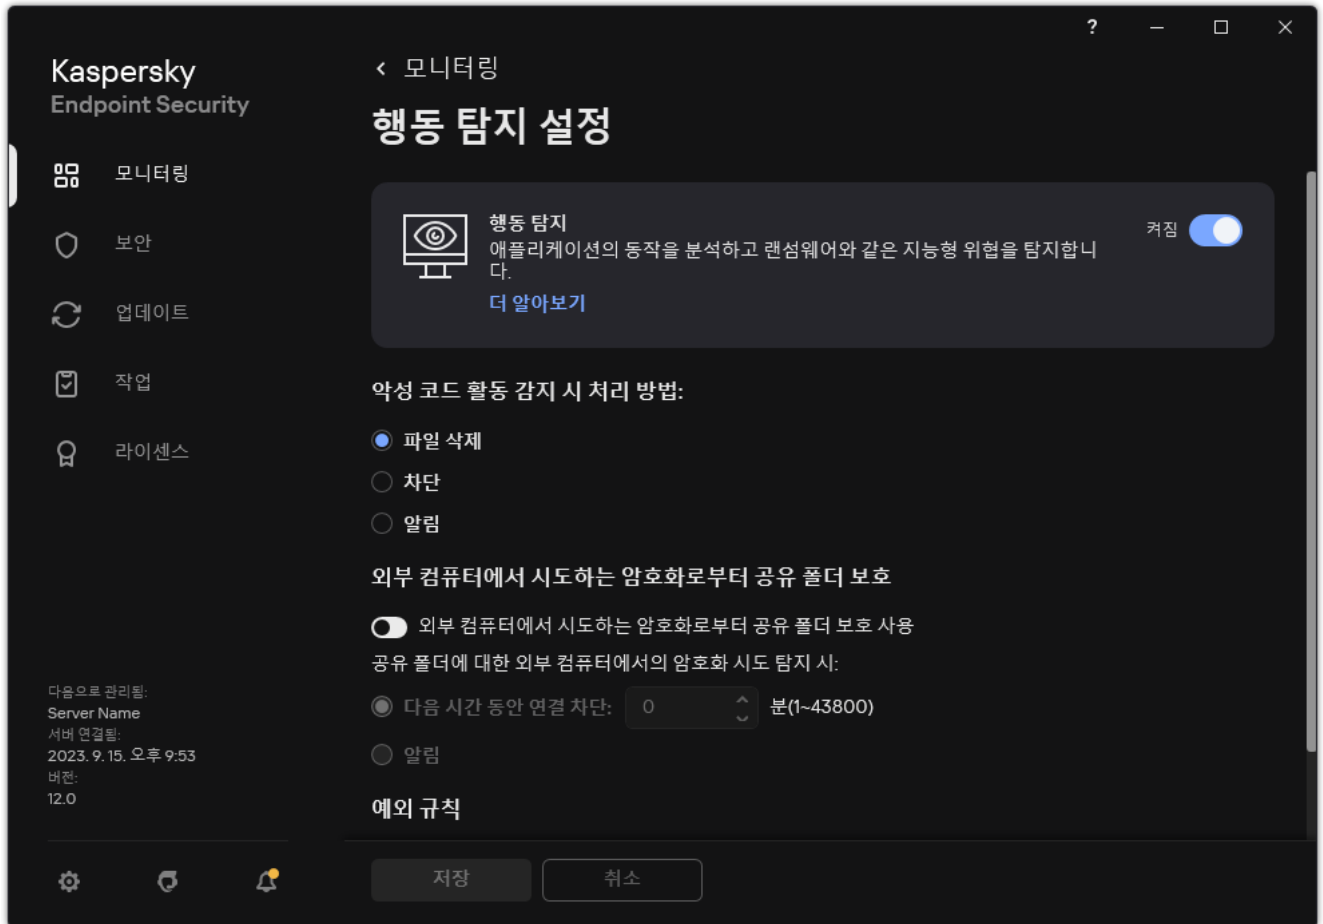 ?
Kaspersky
Endpoint Security
모니터링
보안
업데이트
작업
라이센스
다음으로 관리됨:
Server Name
서버 연결됨:
2023. 9. 15. 오후 9:53
버전:
12.0
모니터링
행동 탐지 설정
행동 탐지
애플리케이션의 동작을 분석하고 랜섬웨어와 같은 지능형 위협을 탐지합니
다.
더 알아보기
켜짐
악성 코드 활동 감지 시 처리 방법:
파일 삭제
차단
알림
외부 컴퓨터에서 시도하는 암호화로부터 공유 폴더 보호
외부 컴퓨터에서 시도하는 암호화로부터 공유 폴더 보호 사용
공유 폴더에 대한 외부 컴퓨터에서의 암호화 시도 탐지 시:
다음 시간 동안 연결 차단: 0 분(1~43800)
알림
예외 규칙
저장 취소